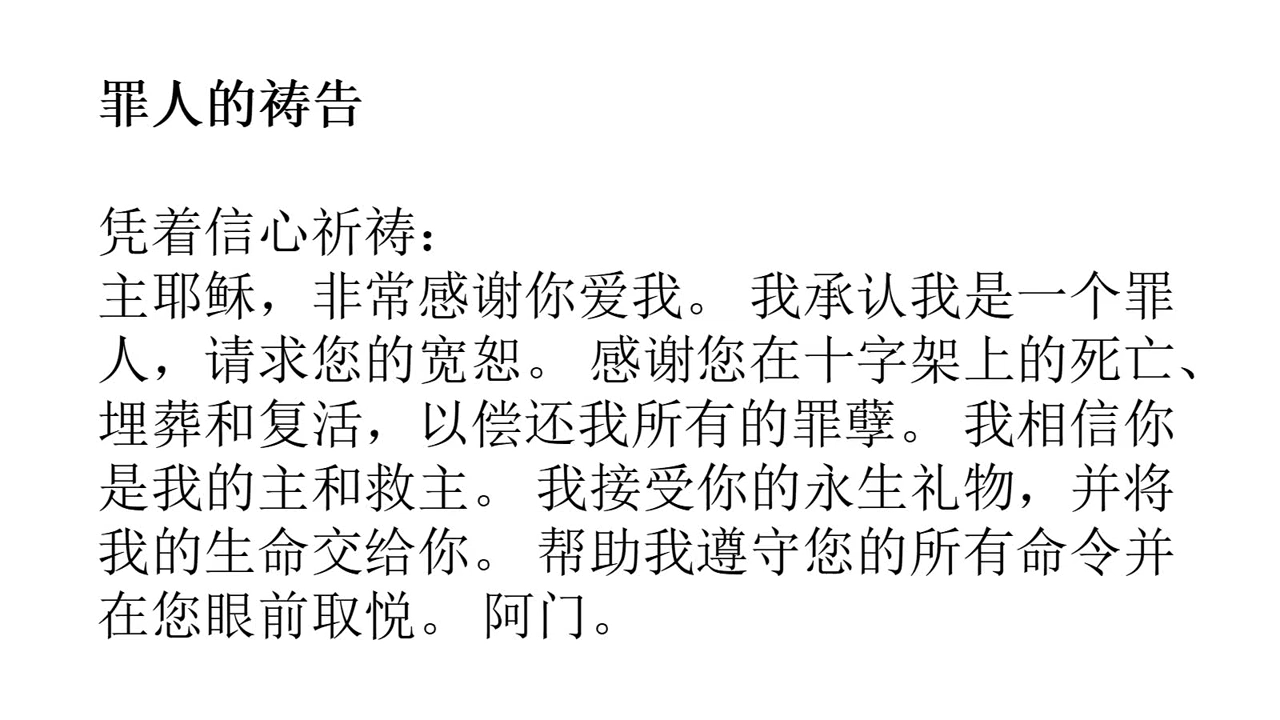 罪人的祷告
凭着信心祈祷：
主耶稣，非常感谢你爱我。 我承认我是一个罪
人，请求您的宽恕。 感谢您在十字架上的死亡、
埋葬和复活，以偿还我所有的罪孽。 我相信你
是我的主和救主。 我接受你的永生礼物，并将
我的生命交给你。 帮助我遵守您的所有命令并
在您眼前取悦。 阿门。